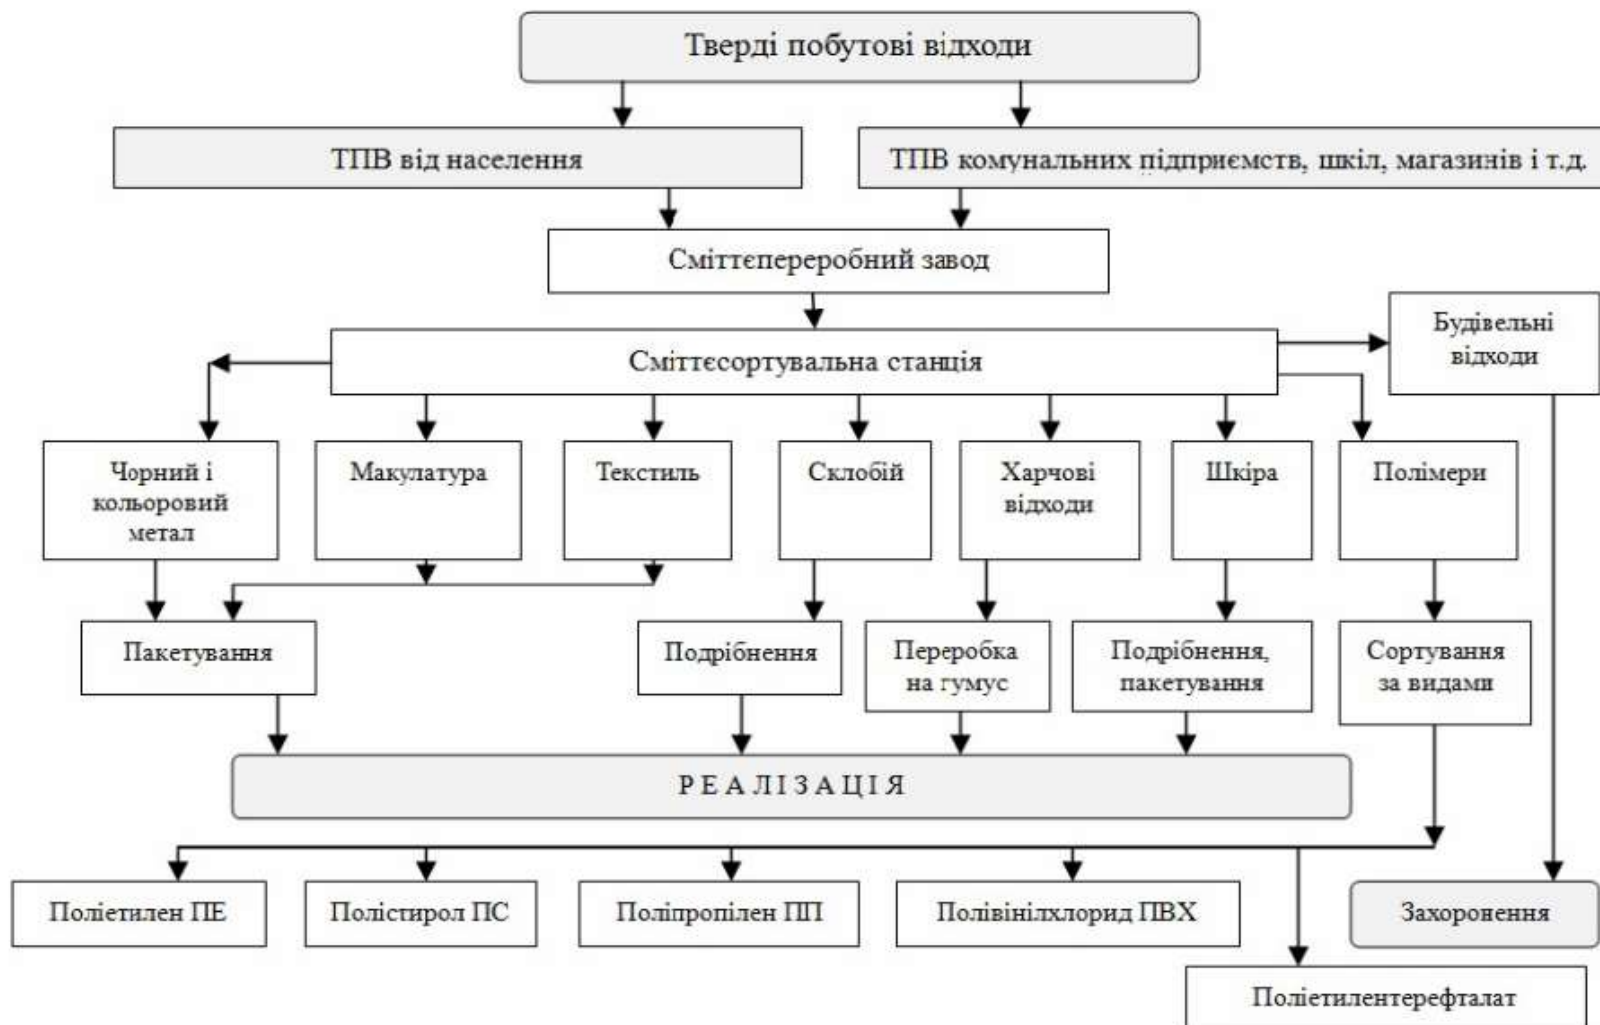 Тверді побутові відходи
ТПВ від населення
ТПВ комунальних підприємств, шкіл, магазинів і т.д.
Сміттєпереробний завод
Будівельні
відходи
Сміттєсортувальна станція
Чорний і
кольоровий
метал
Макулатура
Текстиль
Склобій
Харчові
відходи
Шкіра
Полімери
Пакетування
Подрібнення
Переробка
на гумус
Подрібнення,
пакетування
Сортування
за видами
РЕАЛІЗАЦІЯ
Поліетилен ПЕ
Полістирол ПС
Поліпропілен ПП
Полівінілхлорид ПВХ
Захоронення
Поліетилентерефталат